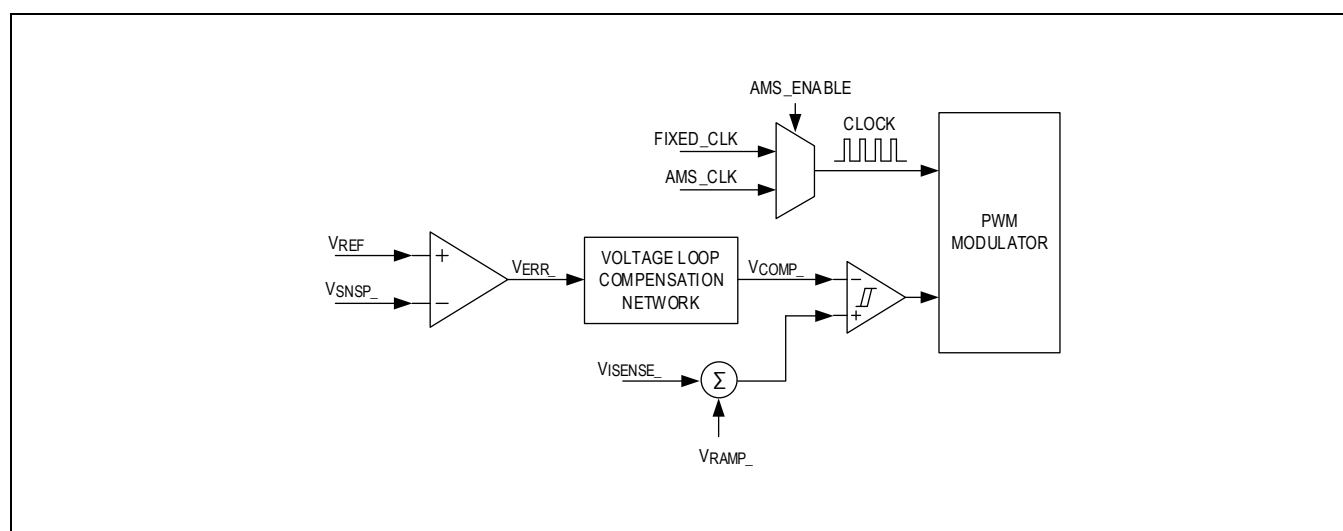 AMS_ENABLE
CLOCK
FIXED_CLK
AMS_CLK
PWM
MODULATOR
VREF
+
VERR_
VOLTAGE LOOP
COMPENSATION
NETWORK
VCOMP_
−
VSNSP_
−
+
VISENSE_
Σ
VRAMP_